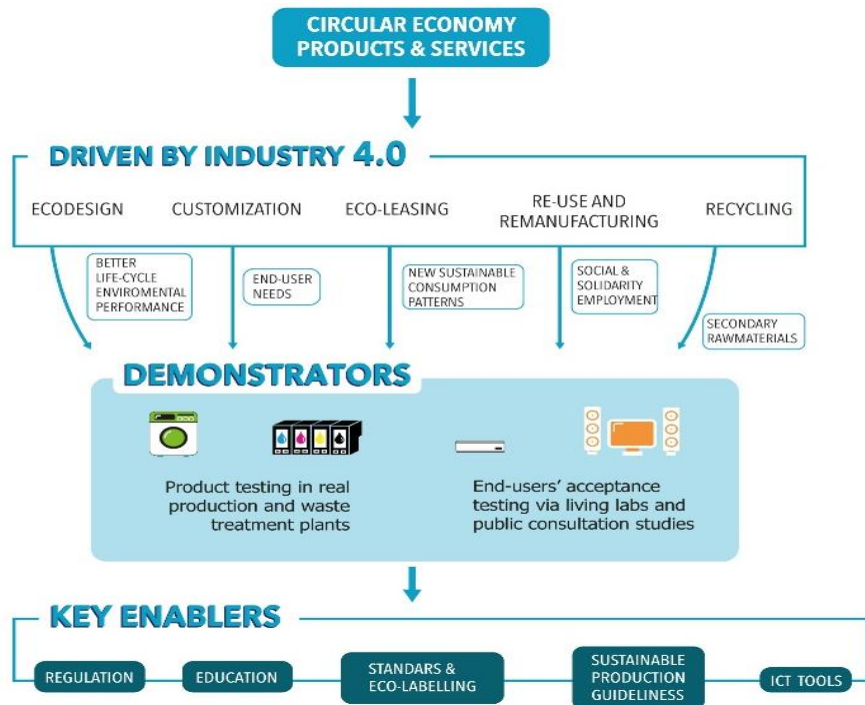 CIRCULAR ECONOMY
PRODUCTS & SERVICES
DRIVEN BY INDUSTRY 4.0
ECODESIGN
CUSTOMIZATION
ECO-LEASING
RE-USE AND
REMANUFACTURING
RECYCLING
BETTER
LIFE-CYCLE
ENVIROMENTAL
PERFORMANCE
END-USER
NEEDS
NEW SUSTAINABLE
CONSUMPTION
PATTERNS
SOCIAL &
SOLIDARITY
EMPLOYMENT
SECONDARY
RAWMATERIALS
DEMONSTRATORS
Product testing in real
production and waste
treatment plants
End-users’ acceptance
testing via living labs and
public consultation studies
KEY ENABLERS
REGULATION
EDUCATION
STANDARS &
ECO-LABELLING
SUSTAINABLE
PRODUCTION
GUIDELINESS
ICT TOOLS